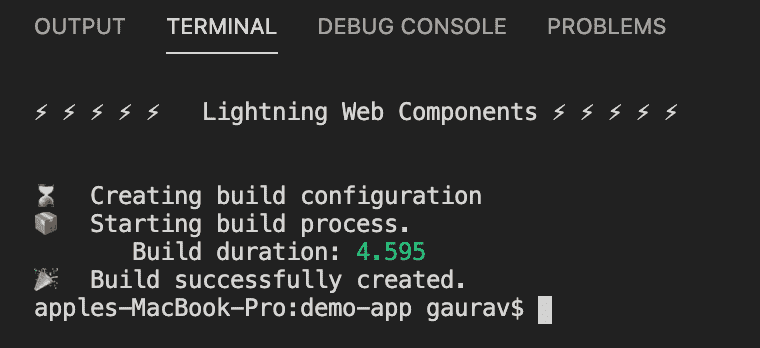 OUTPUT TERMINAL DEBUG CONSOLE PROBLEMS
⚡ ⚡ ⚡ ⚡ ⚡ Lightning Web Components ⚡ ⚡ ⚡ ⚡ ⚡
⏳ Creating build configuration
📦 Starting build process.
Build duration: 4.595
🎉 Build successfully created.
apples-MacBook-Pro:demo-app gaurav$